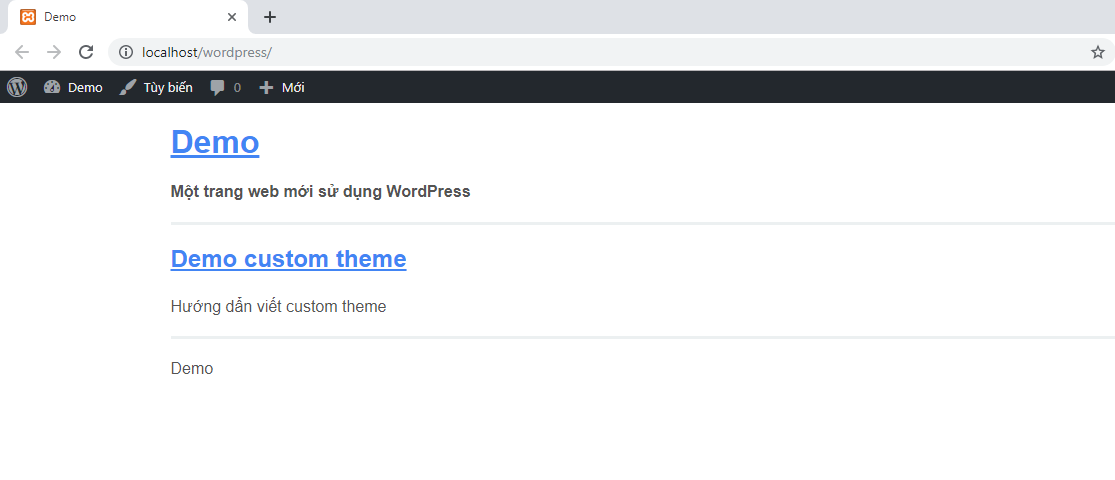 Demo
localhost/wordpress/
Demo
Tùy biến
0
Mới
Demo
Một trang web mới sử dụng WordPress
Demo custom theme
Hướng dẫn viết custom theme
Demo